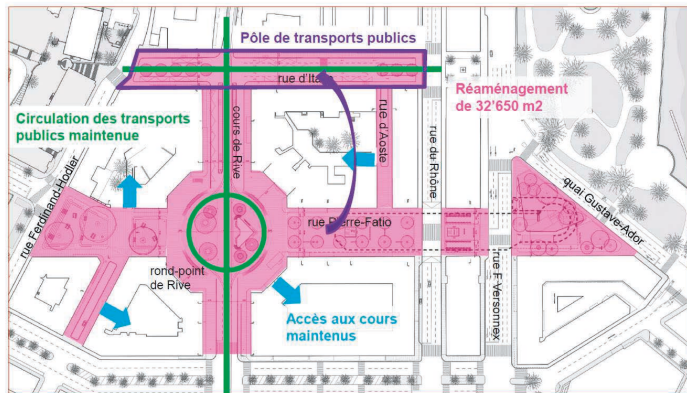 Pôle de transports publics
rue d'Ita
Réaménagement
de 32'650 m2
Circulation des transports
publics maintenue
cours de Rive
rue d'Aoste
rue du Rhône
quai Gustave-Ador
rue Ferdinand-Hodler
rue Pierre-Fatio
rond-point
de Rive
rue F-Versonnex
Accès aux cours
maintenus